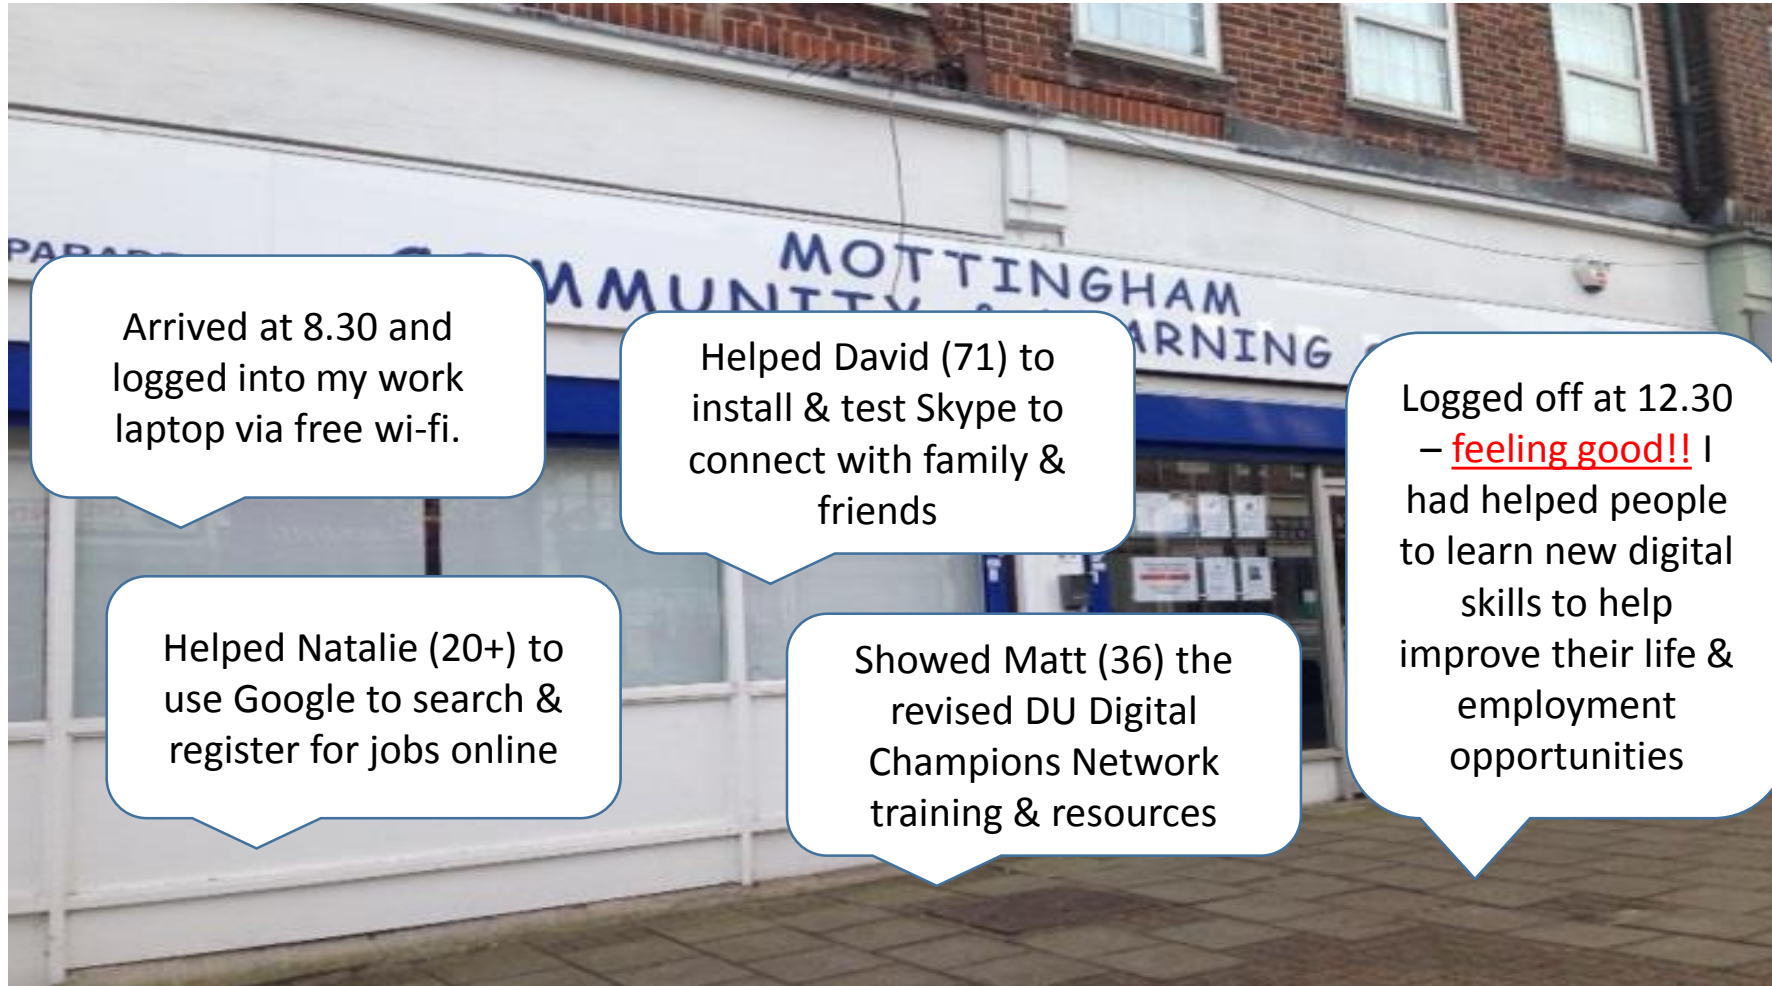 MOTTINGHAM
COMMUNITY &
Arrived at 8.30 and
logged into my work
laptop via free wi-fi.
Helped David (71) to
install & test Skype to
connect with family &
friends
Helped Natalie (20+) to
use Google to search &
register for jobs online
Showed Matt (36) the
revised DU Digital
Champions Network
training & resources
Logged off at 12.30
– feeling good!! I
had helped people
to learn new digital
skills to help
improve their life &
employment
opportunities